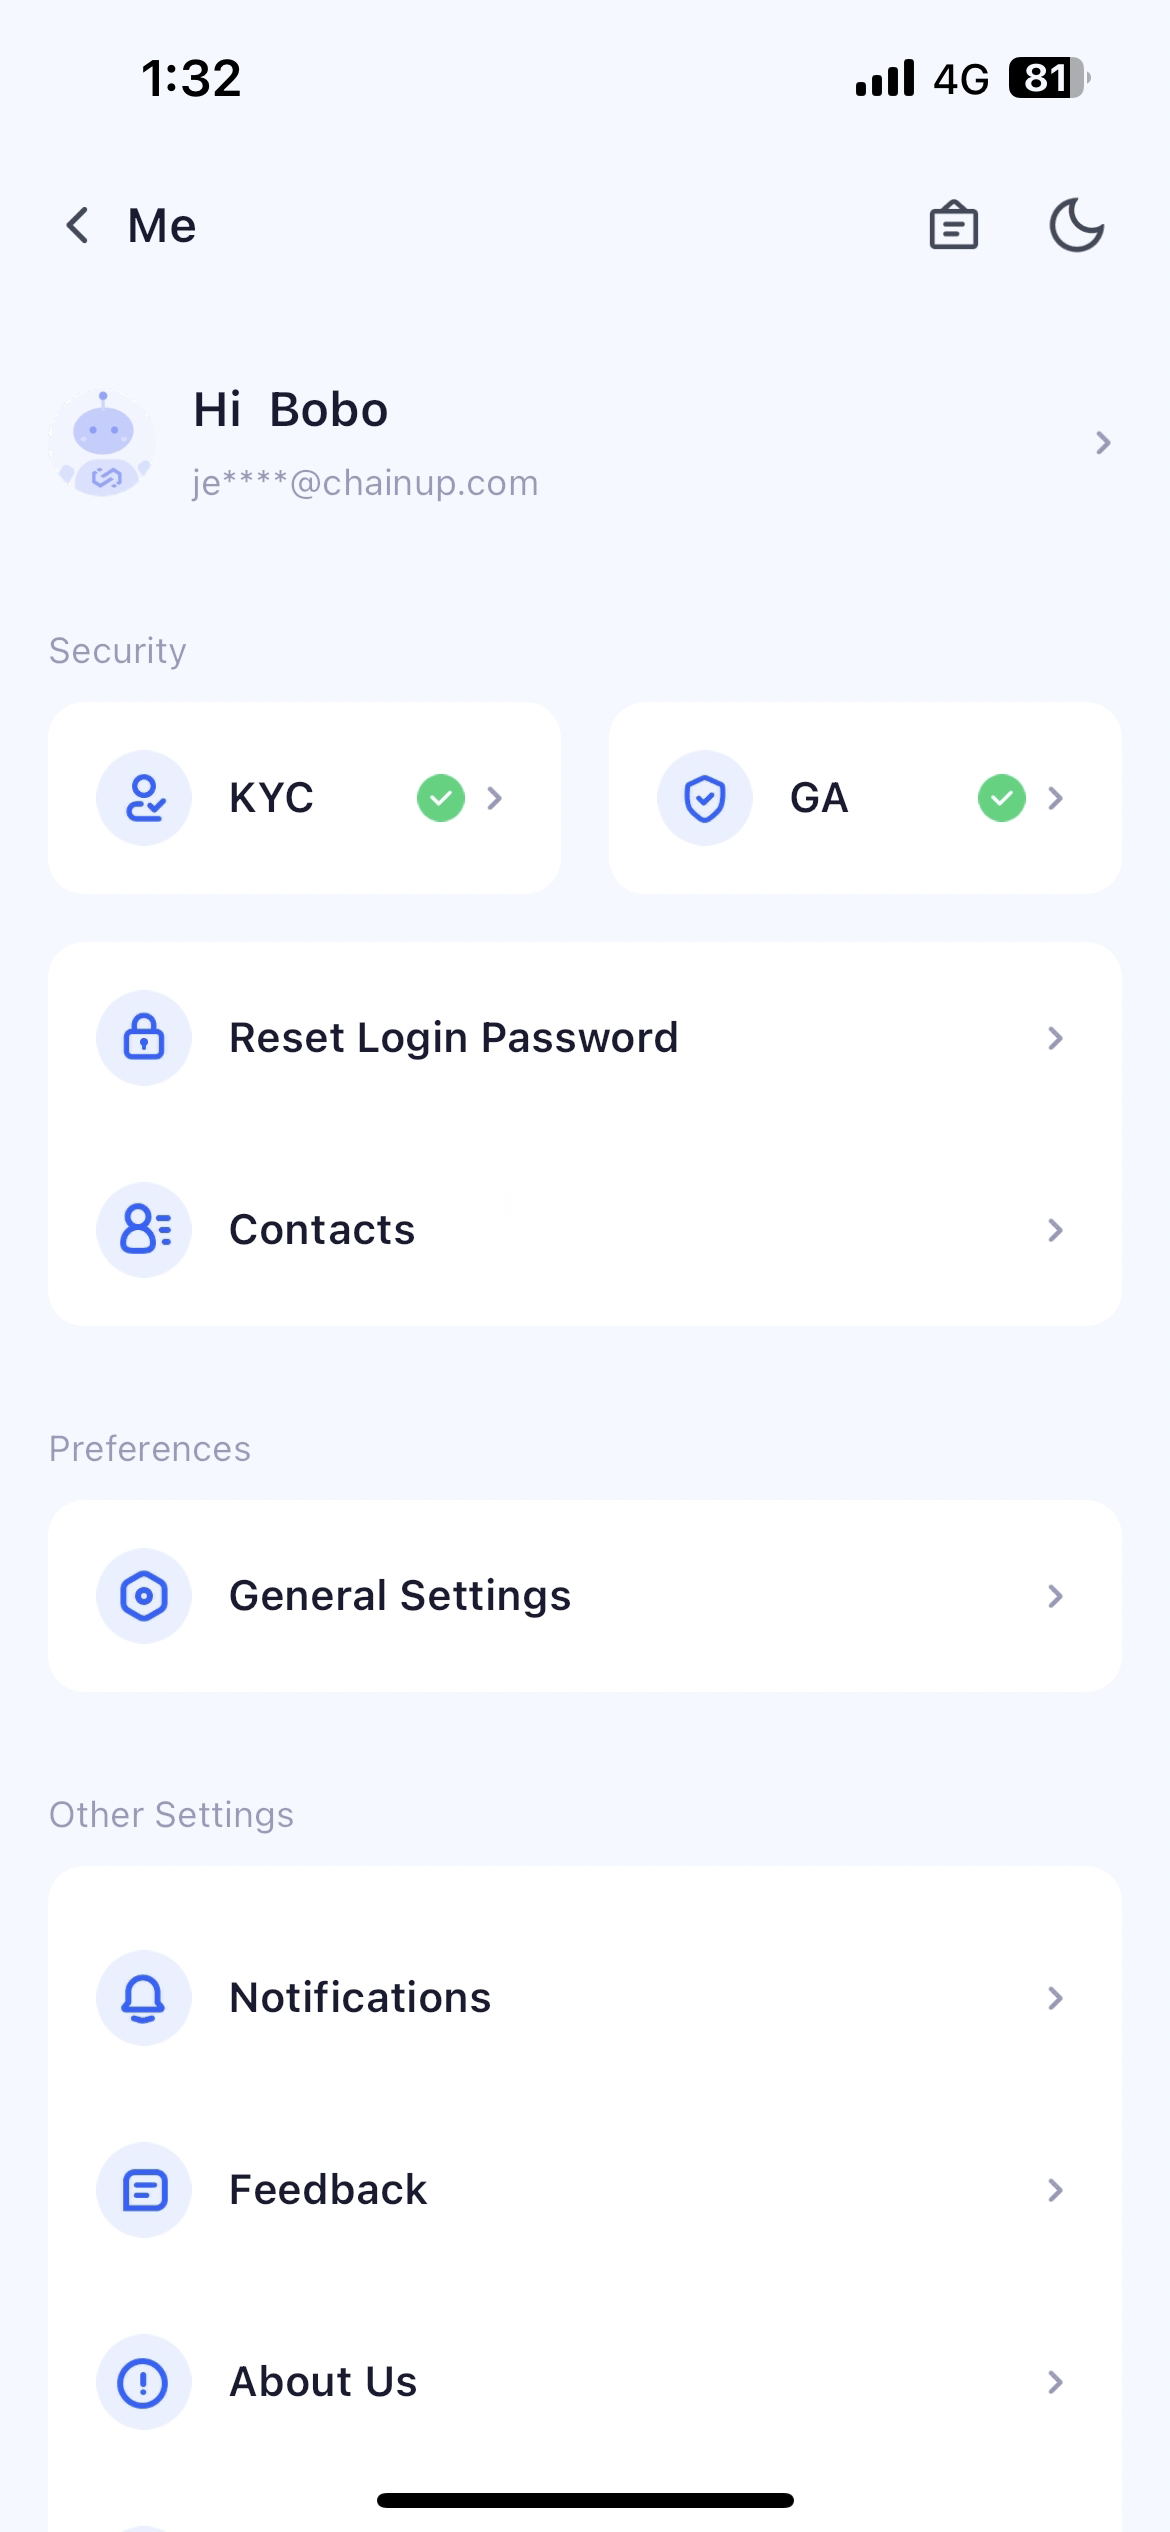 1:32
4G 81
Me
Hi Bobo
je****@chainup.com
Security
KYC
GA
Reset Login Password
Contacts
Preferences
General Settings
Other Settings
Notifications
Feedback
About Us